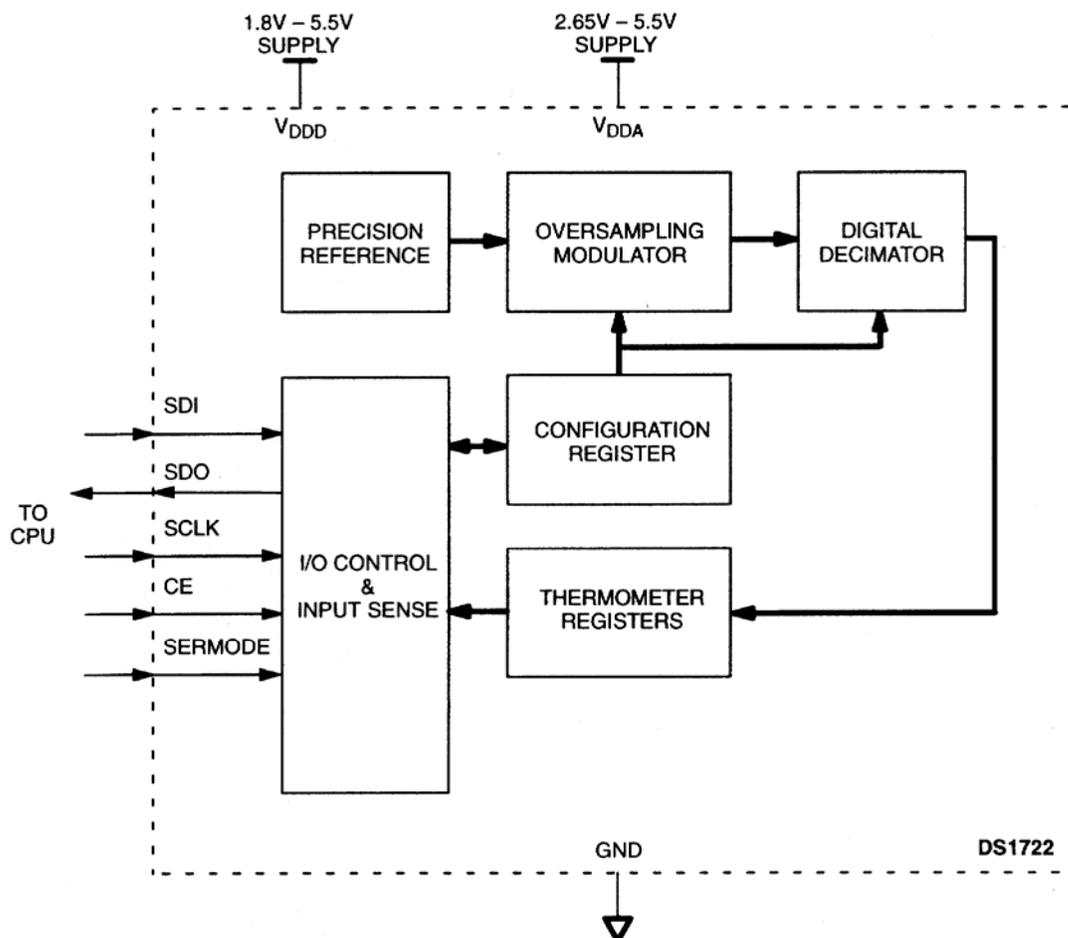 1.8V – 5.5V
SUPPLY
2.65V – 5.5V
SUPPLY
VDDD
VDDA
PRECISION
REFERENCE
OVERSAMPLING
MODULATOR
DIGITAL
DECIMATOR
SDI
SDO
TO
CPU
SCLK
CE
SERMODE
I/O CONTROL
&
INPUT SENSE
CONFIGURATION
REGISTER
THERMOMETER
REGISTERS
GND
DS1722